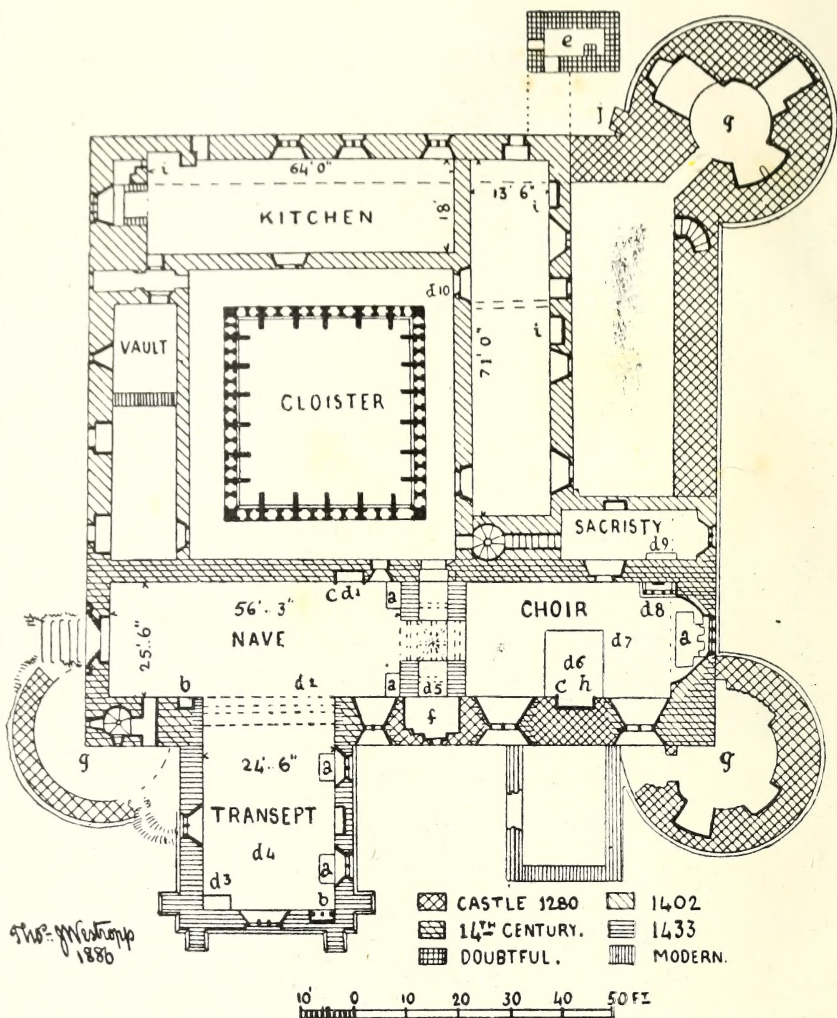 e
J
g
i
64' 0"
13' 6"
i
KITCHEN
18'
d10
i
VAULT
71' 0"
CLOISTER
SACRISTY
d9
c d1
a
56'. 3"
NAVE
25'. 6"
CHOIR
d8
a
d7
d6
c h
b
d2
a
d5
f
g
24'. 6"
a
g
TRANSEPT
d4
a
d3
b
CASTLE 1280
1402
14TH CENTURY.
1433
DOUBTFUL.
MODERN.
Thos. J Westropp
1886
10' 0 10 20 30 40 50 FT